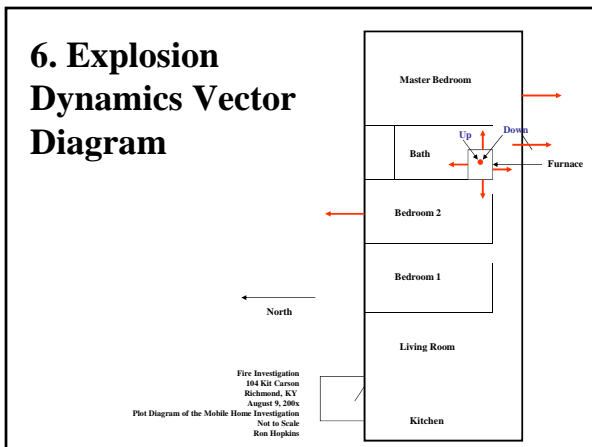 6. Explosion
Dynamics Vector
Diagram
Master Bedroom
Up
Down
Bath
Furnace
Bedroom 2
Bedroom 1
North
Living Room
Fire Investigation
104 Kit Carson
Richmond, KY
August 9, 200x
Plot Diagram of the Mobile Home Investigation
Not to Scale
Ron Hopkins
Kitchen